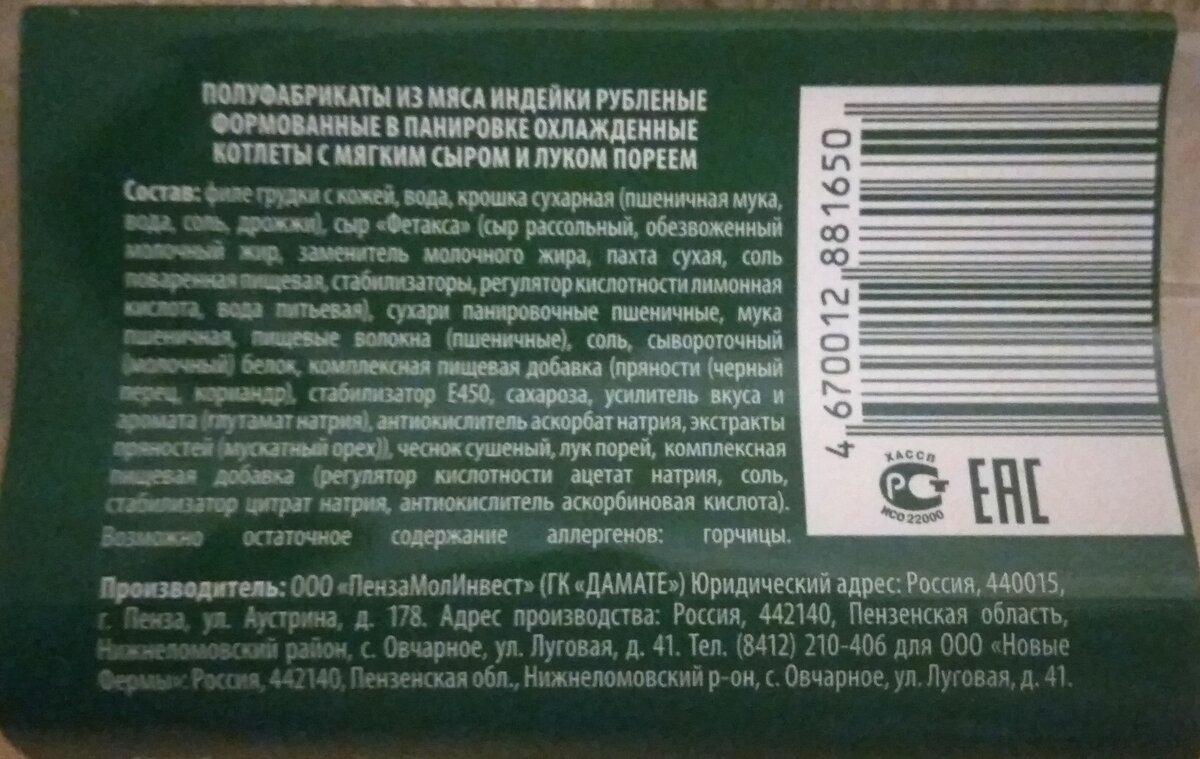 ПОЛУФАБРИКАТЫ ИЗ МЯСА ИНДЕЙКИ РУБЛЕНЫЕ
ФОРМОВАННЫЕ В ПАНИРОВКЕ ОХЛАЖДЕННЫЕ
КОТЛЕТЫ С МЯГКИМ СЫРОМ И ЛУКОМ ПОРЕЕМ
Состав: филе грудки с кожей, вода, крошка сухарная (пшеничная мука,
вода, соль, дрожжи), сыр «Фетакса» (сыр рассольный, обезвоженный
молочный жир, заменитель молочного жира, пахта сухая, соль
поваренная пищевая, стабилизаторы, регулятор кислотности лимонная
кислота, вода питьевая), сухари панировочные пшеничные, мука
пшеничная, пищевые волокна (пшеничные), соль, сывороточный
(молочный) белок, комплексная пищевая добавка (пряности (черный
перец, кориандр), стабилизатор Е450, сахароза, усилитель вкуса и
аромата (глутамат натрия), антиокислитель аскорбат натрия, экстракты
пряностей (мускатный орех)), чеснок сушеный, лук порей, комплексная
пищевая добавка (регулятор кислотности ацетат натрия, соль,
стабилизатор цитрат натрия, антиокислитель аскорбиновая кислота).
Возможно остаточное содержание аллергенов: горчицы.
Производитель: ООО «ПензаМолИнвест» (ГК «ДАМАТЕ») Юридический адрес: Россия, 440015,
г. Пенза, ул. Аустрина, д. 178. Адрес производства: Россия, 442140, Пензенская область,
Нижнеломовский район, с. Овчарное, ул. Луговая, д. 41. Тел. (8412) 210-406 для ООО «Новые
Фермы»: Россия, 442140, Пензенская обл., Нижнеломовский р-он, с. Овчарное, ул. Луговая, д. 41.
4 670012 881650
ХАССП
РСТ
ИСО 22000
ЕАС